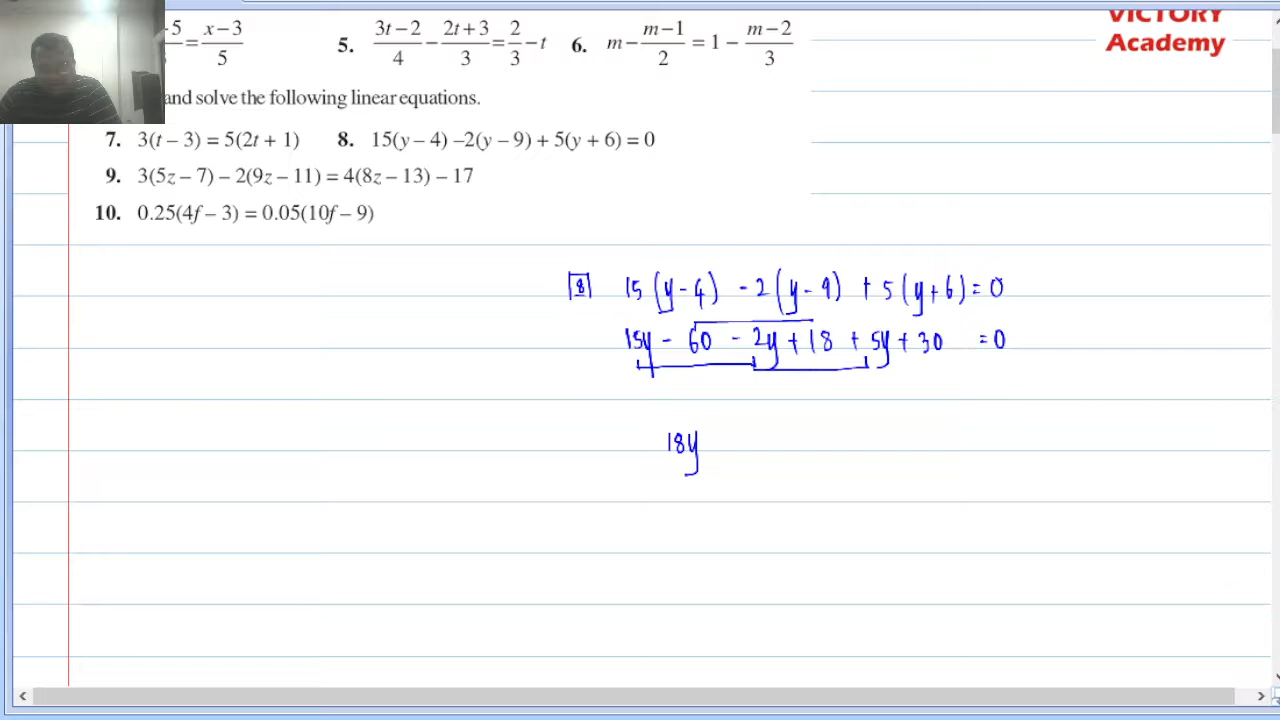 -5/ = x−3/5 5. 3t−2/4 − 2t+3/3 = 2/3 − t 6. m − m−1/2 = 1 − m−2/3
VICTORY
Academy
and solve the following linear equations.
7. 3(t − 3) = 5(2t + 1) 8. 15(y − 4) –2(y − 9) + 5(y + 6) = 0
9. 3(5z − 7) − 2(9z − 11) = 4(8z − 13) − 17
10. 0.25(4f − 3) = 0.05(10f − 9)
8 15(y − 4) − 2(y − 9) + 5(y + 6) = 0
15y − 60 − 2y + 18 + 5y + 30 = 0
18y